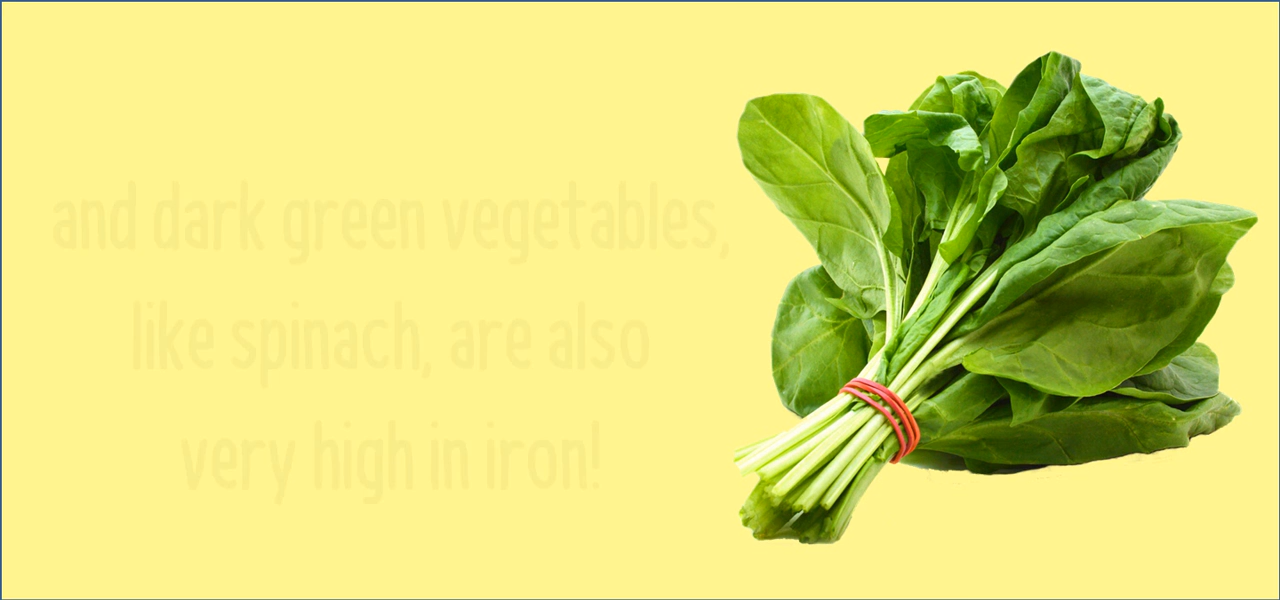 and dark green vegetables,
like spinach, are also
very high in iron!